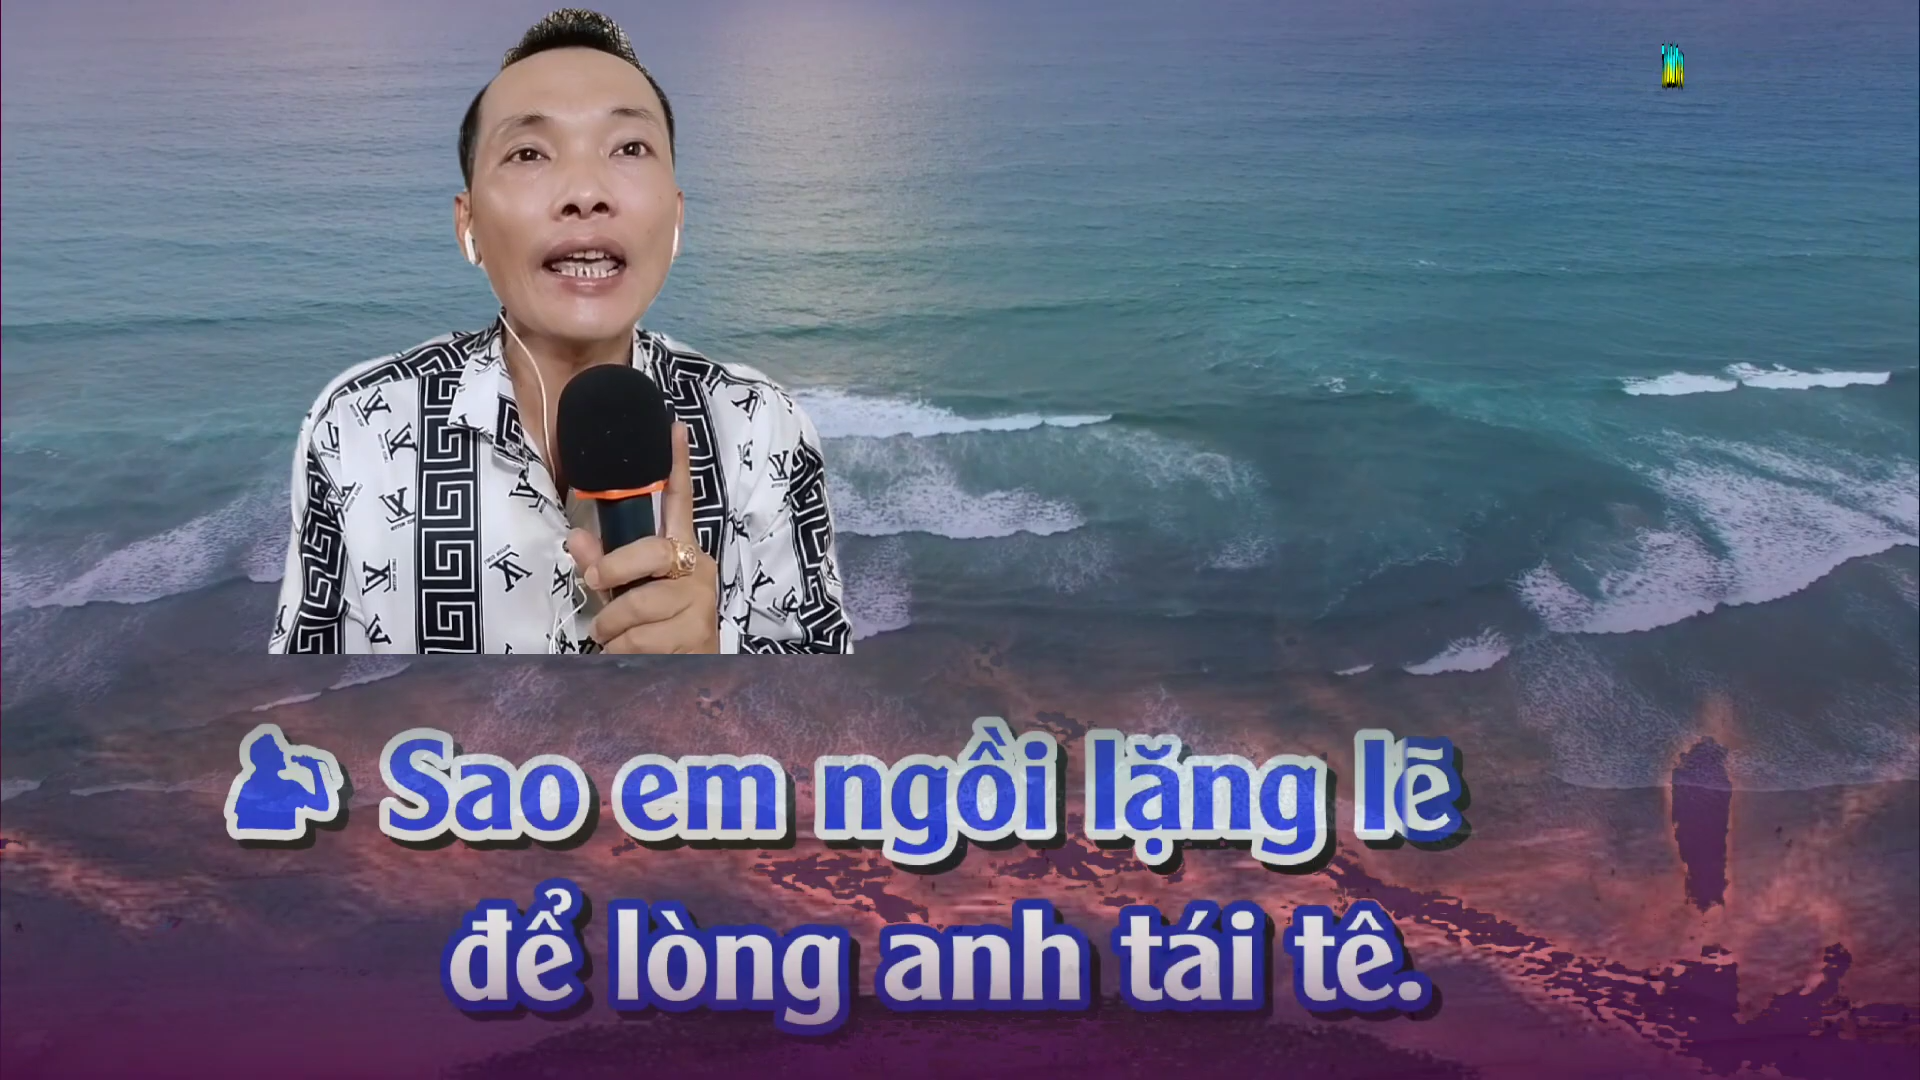 Sao em ngồi lặng lẽ
để lòng anh tái tê.